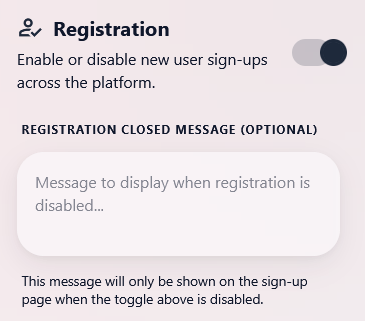 Registration
Enable or disable new user sign-ups
across the platform.
REGISTRATION CLOSED MESSAGE (OPTIONAL)
Message to display when registration is
disabled...
This message will only be shown on the sign-up
page when the toggle above is disabled.